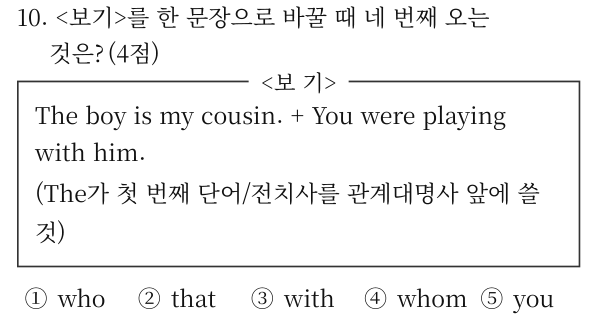 10. <보기>를 한 문장으로 바꿀 때 네 번째 오는
것은?(4점)
<보 기>
The boy is my cousin. + You were playing
with him.
(The가 첫 번째 단어/전치사를 관계대명사 앞에 쓸
것)
① who ② that ③ with ④ whom ⑤ you